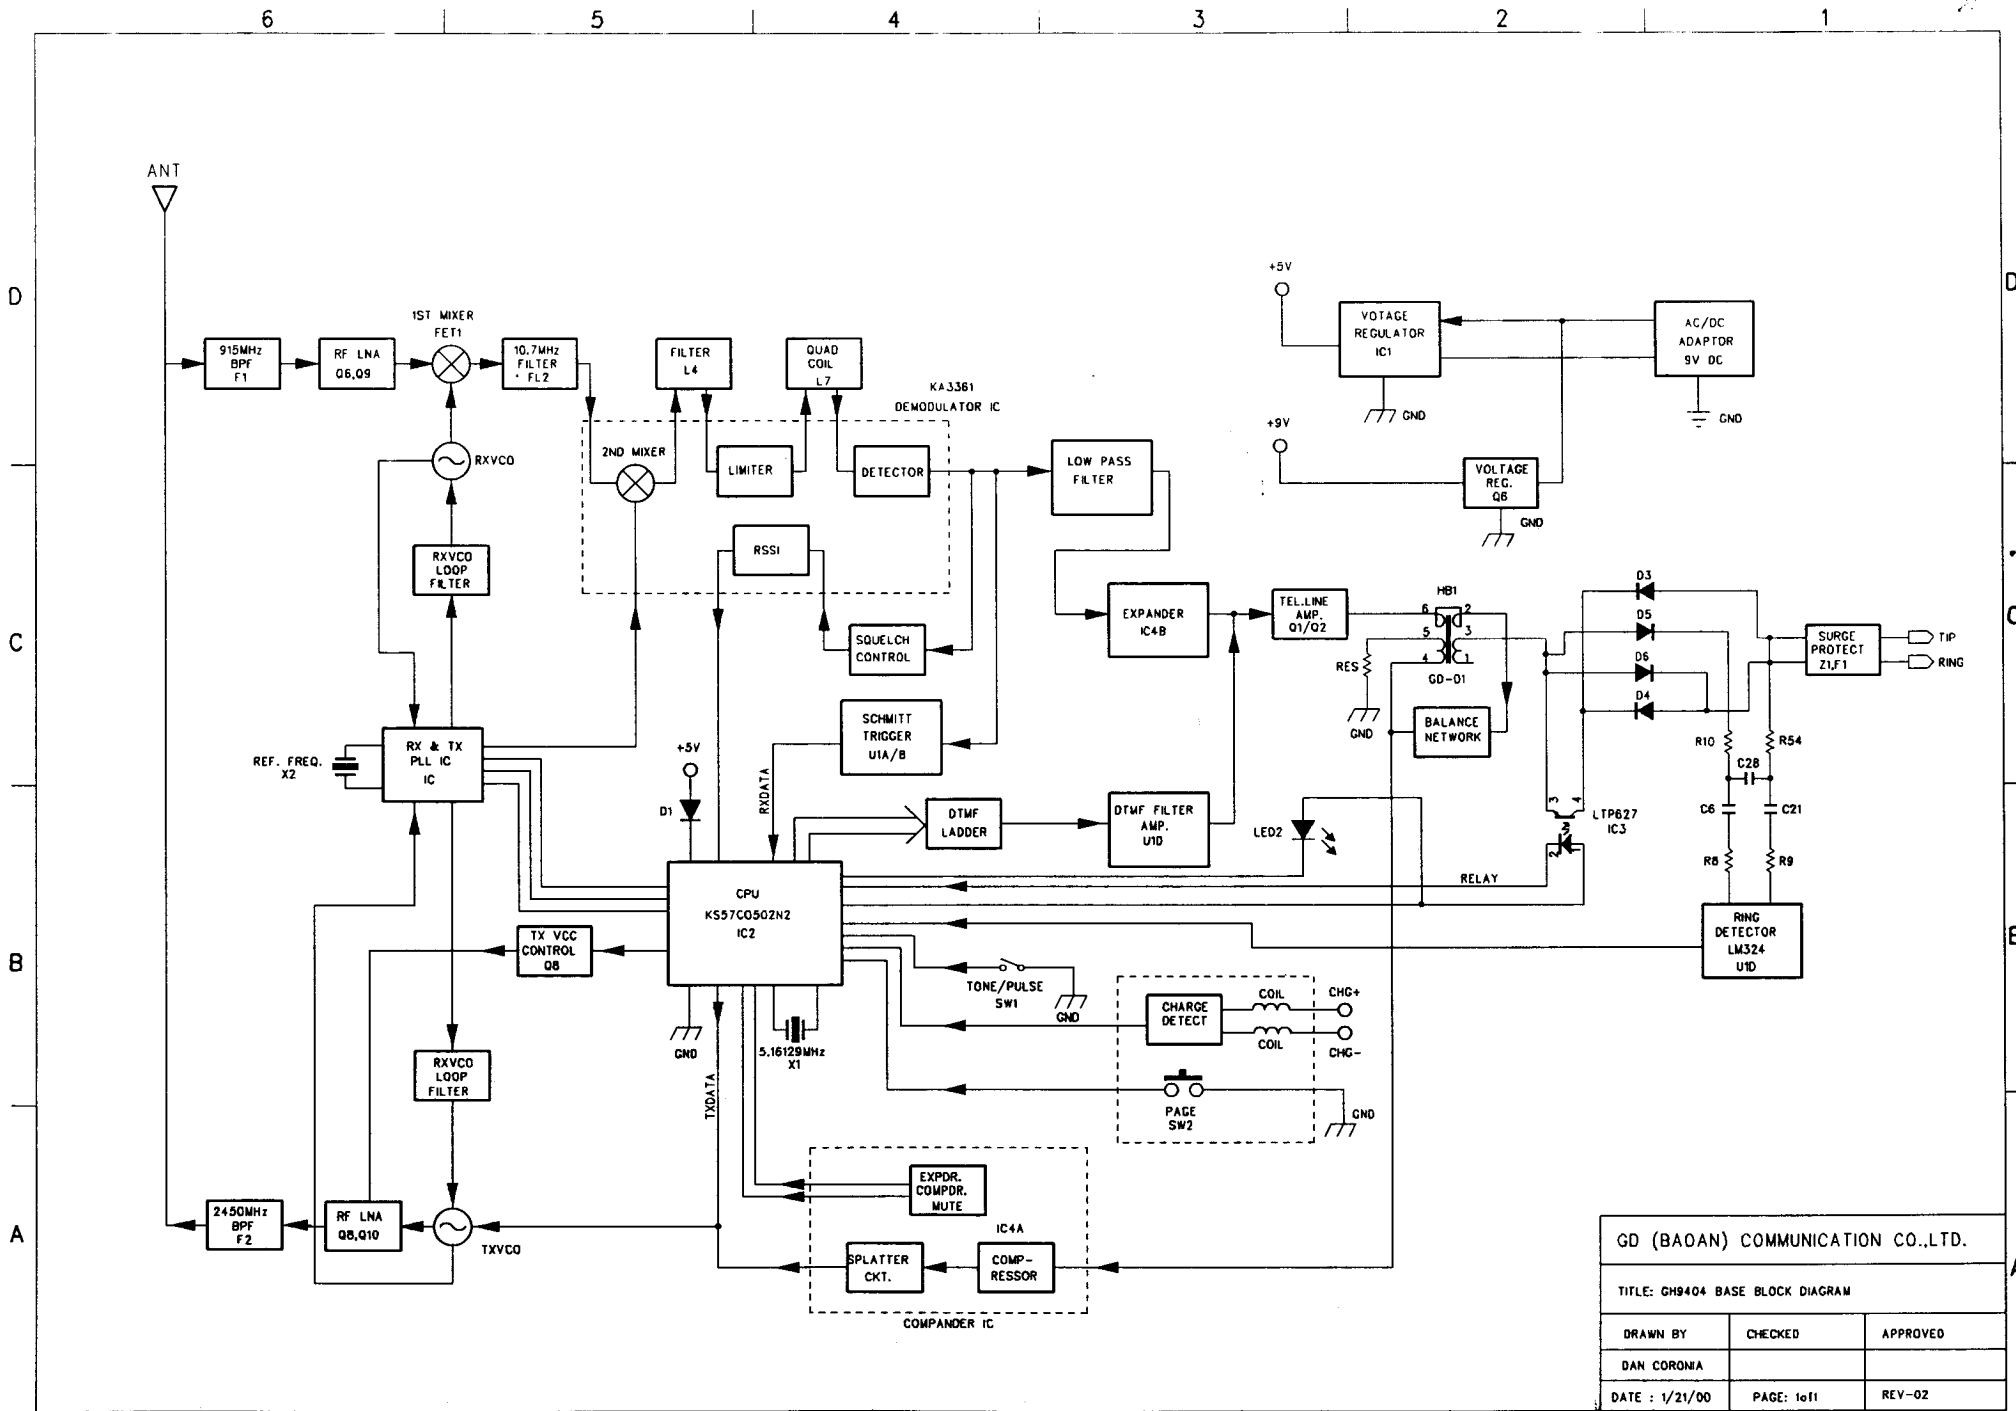 6 5 4 3 2 1
ANT
D
D
+5V
VOTAGE
REGULATOR
IC1
AC/DC
ADAPTOR
9V DC
GND
GND
1ST MIXER
FET1
915MHz
BPF
F1
RF LNA
Q6,Q9
10.7MHz
FILTER
FL2
FILTER
L4
QUAD
COIL
L7
KA3361
DEMODULATOR IC
+9V
VOLTAGE
REG.
Q6
GND
RXVCO
2ND MIXER
LIMITER
DETECTOR
LOW PASS
FILTER
RSSI
RXVCO
LOOP
FILTER
C
C
SQUELCH
CONTROL
EXPANDER
IC4B
TEL.LINE
AMP.
Q1/Q2
HB1
6 2
5 3
4 1
GD-01
RES
GND
BALANCE
NETWORK
D3
D5
D6
D4
SURGE
PROTECT
Z1,F1
TIP
RING
SCHMITT
TRIGGER
U1A/B
REF. FREQ.
X2
RX & TX
PLL IC
IC
+5V
D1
RXDATA
R10
R54
C28
C6
C21
R8
R9
DTMF
LADDER
DTMF FILTER
AMP.
U1D
LED2
3 4
LTP627
IC3
2
RELAY
CPU
KS57C0502N2
IC2
RING
DETECTOR
LM324
U1D
B
B
TX VCC
CONTROL
Q8
TONE/PULSE
SW1
GND
CHARGE
DETECT
COIL
COIL
CHG+
CHG-
GND
5.16129MHz
X1
RXVCO
LOOP
FILTER
TXDATA
PAGE
SW2
GND
EXPDR.
COMPDR.
MUTE
IC4A
A
A
2450MHz
BPF
F2
RF LNA
Q8,Q10
TXVCO
SPLATTER
CKT.
COMP-
RESSOR
COMPANDER IC
GD (BAOAN) COMMUNICATION CO.,LTD.
TITLE: GH9404 BASE BLOCK DIAGRAM
DRAWN BY CHECKED APPROVED
DAN CORONIA
DATE : 1/21/00 PAGE: 1of1 REV-02